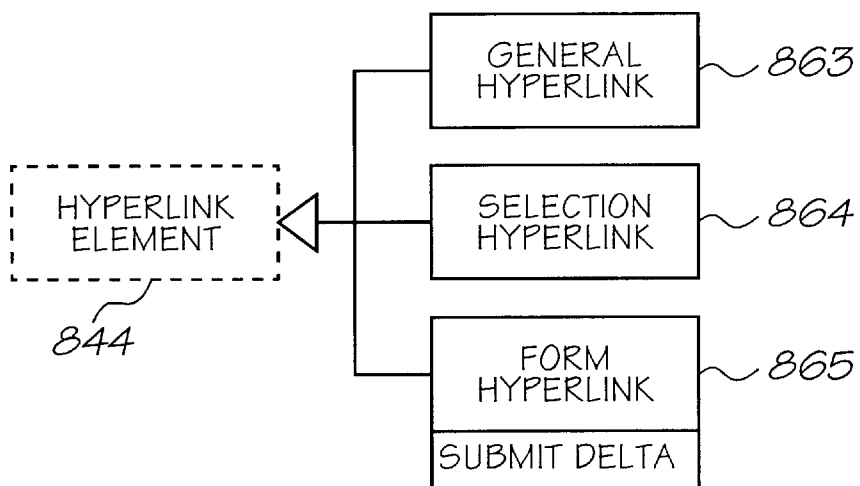 GENERAL
HYPERLINK
863
HYPERLINK
ELEMENT
844
SELECTION
HYPERLINK
864
FORM
HYPERLINK
865
SUBMIT DELTA